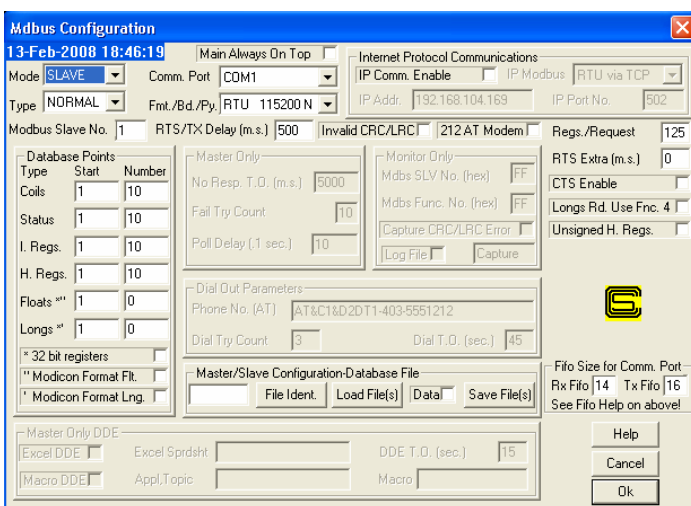 Mdbus Configuration
13-Feb-2008 18:46:19 Main Always On Top
Internet Protocol Communications
Mode SLAVE Comm. Port COM1 IP Comm. Enable IP Modbus RTU via TCP
Type NORMAL Fmt./Bd./Py. RTU 115200 N IP Addr. 192.168.104.169 IP Port No. 502
Modbus Slave No. 1 RTS/TX Delay (m.s.) 500 Invalid CRC/LRC 212 AT Modem Regs./Request 125
Database Points
Type Start Number
Coils 1 10
Status 1 10
I. Regs. 1 10
H. Regs. 1 10
Floats *" 1 0
Longs *' 1 0
* 32 bit registers
" Modicon Format Flt.
' Modicon Format Lng.
Master Only
No Resp. T.O. (m.s.) 5000
Fail Try Count 10
Poll Delay (.1 sec.) 10
Monitor Only
Mdbs SLV No. (hex) FF
Mdbs Func. No. (hex) FF
Capture CRC/LRC Error
Log File Capture
RTS Extra (m.s.) 0
CTS Enable
Longs Rd. Use Fnc. 4
Unsigned H. Regs.
Dial Out Parameters
Phone No. (AT) AT&C1&D2DT1-403-5551212
Dial Try Count 3 Dial T.O. (sec.) 45
Master/Slave Configuration-Database File
File Ident. Load File(s) Data Save File(s)
Fifo Size for Comm. Port
Rx Fifo 14 Tx Fifo 16
See Fifo Help on above!
Master Only DDE
Excel DDE Excel Sprdsht DDE T.O. (sec.) 15
Macro DDE Appl,Topic Macro
Help
Cancel
Ok